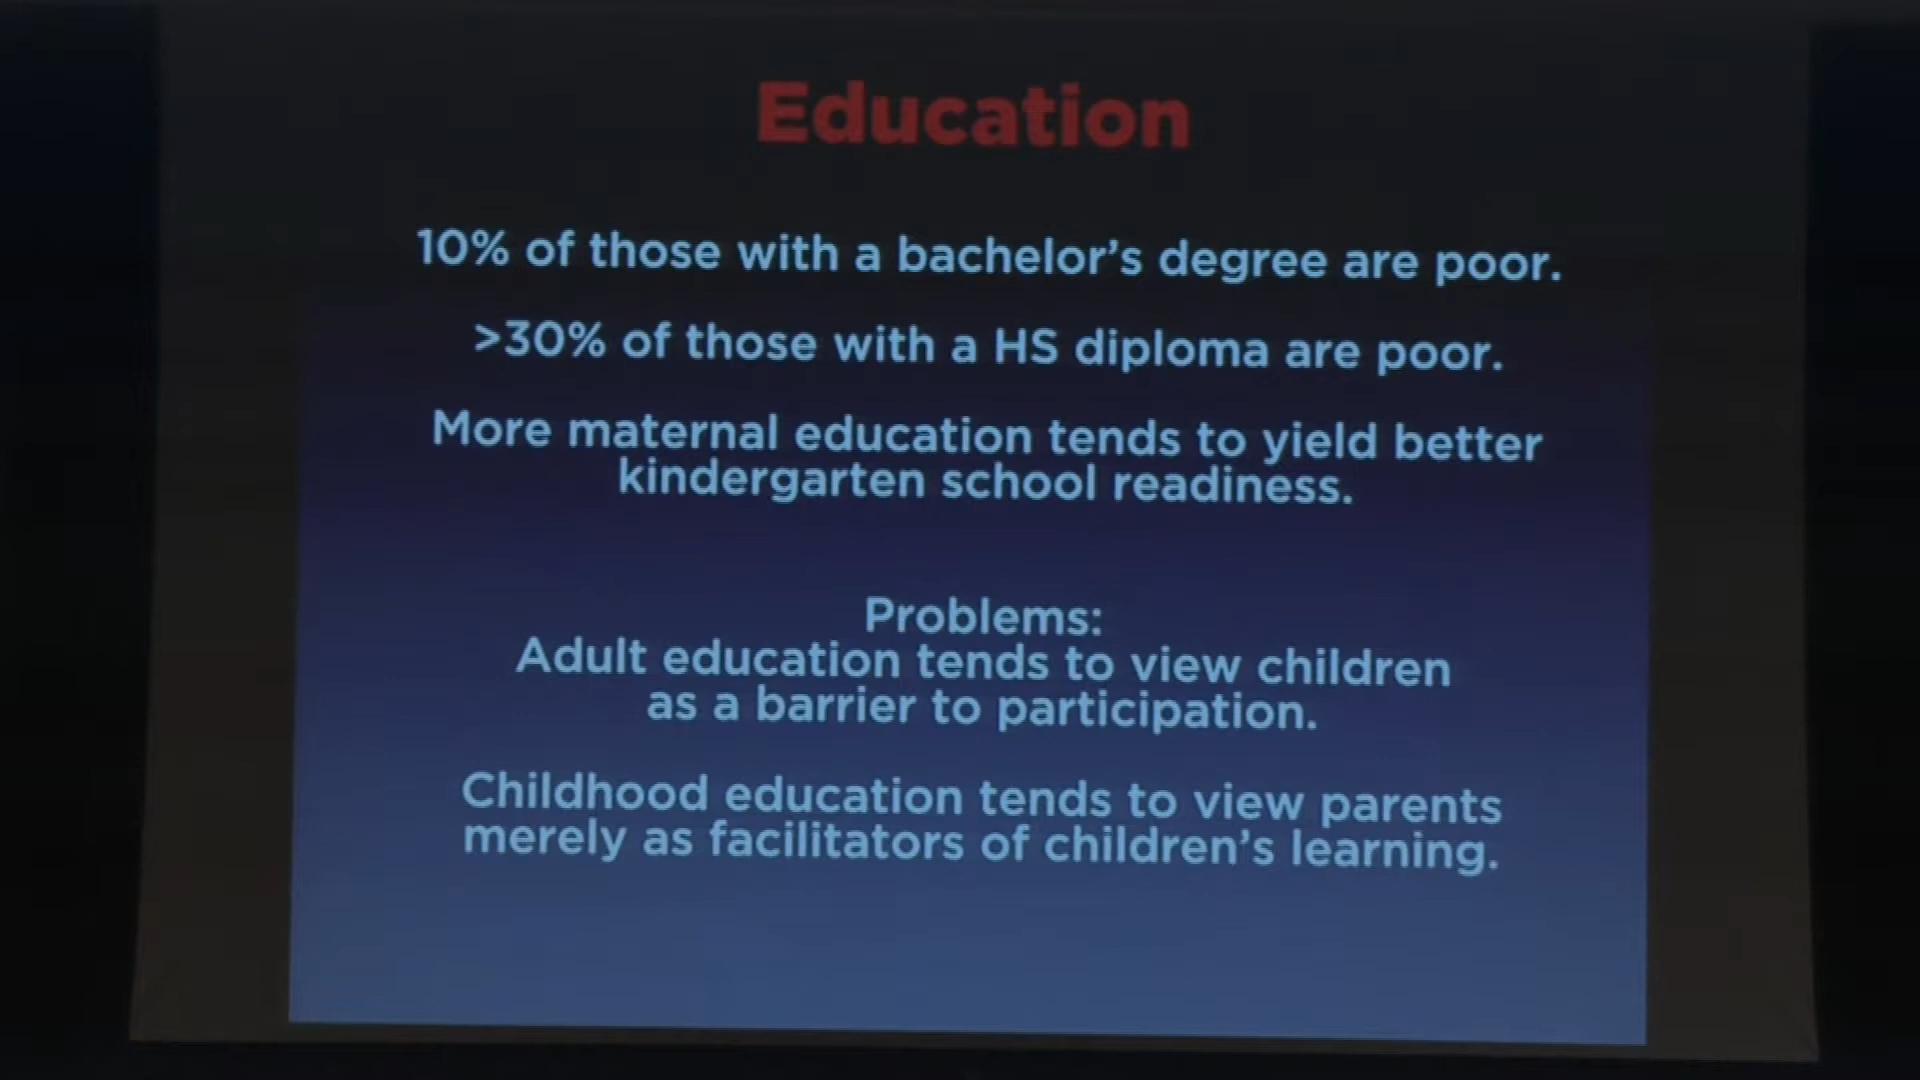 Education
10% of those with a bachelor's degree are poor.
>30% of those with a HS diploma are poor.
More maternal education tends to yield better
kindergarten school readiness.
Problems:
Adult education tends to view children
as a barrier to participation.
Childhood education tends to view parents
merely as facilitators of children's learning.